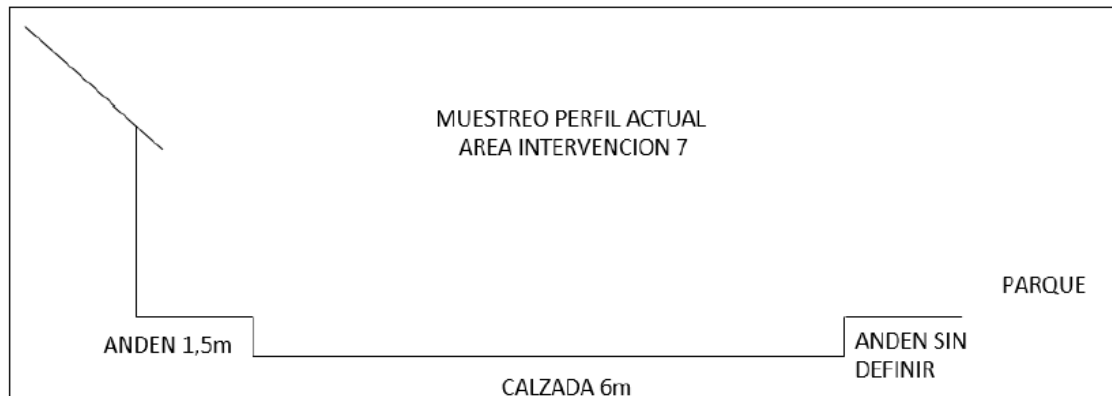 MUESTREO PERFIL ACTUAL
AREA INTERVENCION 7
PARQUE
ANDEN 1,5m
ANDEN SIN
DEFINIR
CALZADA 6m